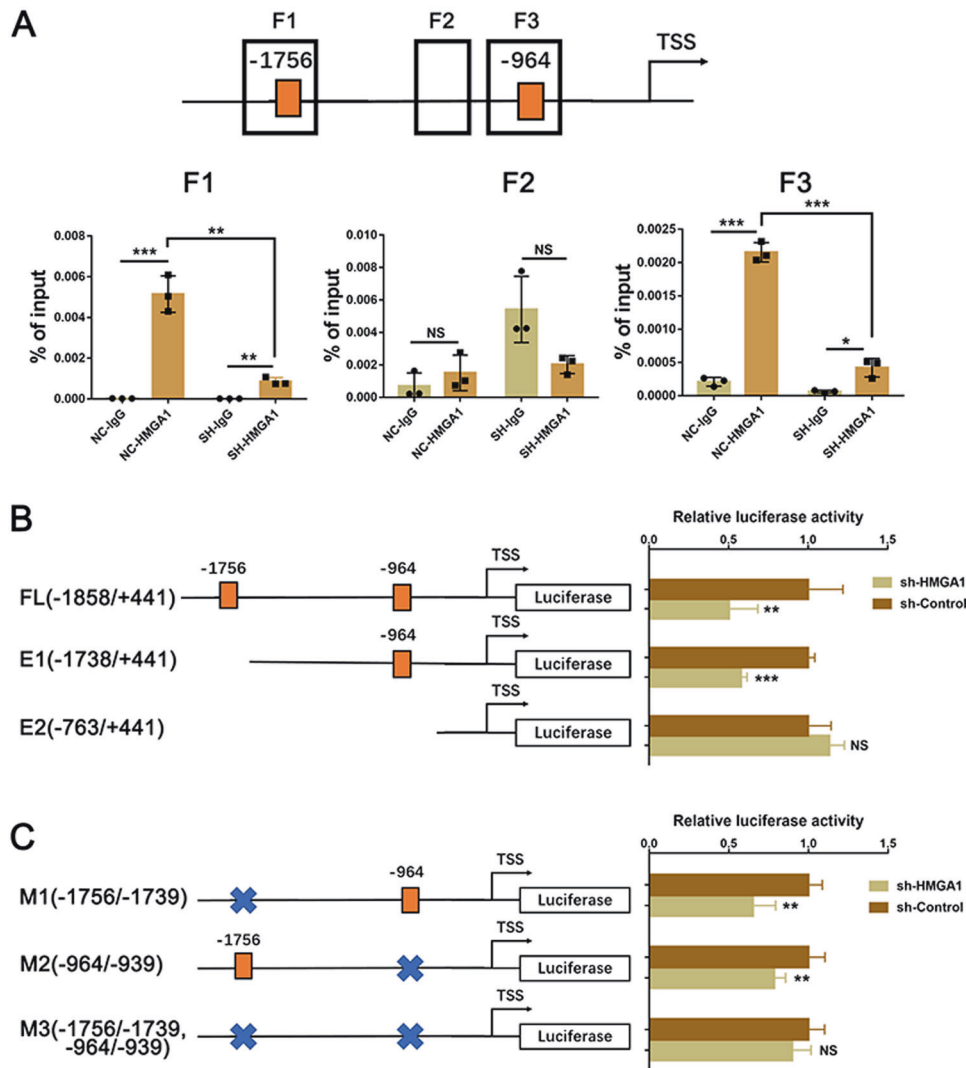 A
F1
F2
F3
-1756
-964
TSS
F1
F2
F3
% of input
0.008
0.006
0.004
0.002
0.000
***
**
**
NC-IgG
NC-HMGA1
SH-IgG
SH-HMGA1
% of input
0.010
0.008
0.006
0.004
0.002
0.000
NS
NS
NC-IgG
NC-HMGA1
SH-IgG
SH-HMGA1
% of input
0.0025
0.0020
0.0015
0.0010
0.0005
0.0000
***
***
*
NC-IgG
NC-HMGA1
SH-IgG
SH-HMGA1
B
Relative luciferase activity
0,0 0,5 1,0 1,5
-1756
-964
TSS
FL(-1858/+441)
Luciferase
**
sh-HMGA1
sh-Control
-964
TSS
E1(-1738/+441)
Luciferase
***
TSS
E2(-763/+441)
Luciferase
NS
C
Relative luciferase activity
0,0 0,5 1,0 1,5
-964
TSS
M1(-1756/-1739)
Luciferase
**
sh-HMGA1
sh-Control
-1756
TSS
M2(-964/-939)
Luciferase
**
TSS
M3(-1756/-1739,
-964/-939)
Luciferase
NS